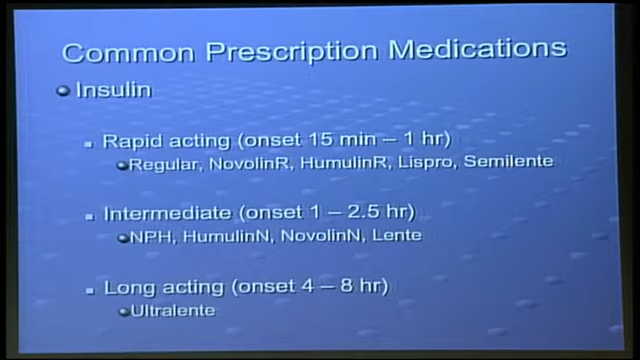 Common Prescription Medications
Insulin
Rapid acting (onset 15 min – 1 hr)
Regular, NovolinR, HumulinR, Lispro, Semilente
Intermediate (onset 1 – 2.5 hr)
NPH, HumulinN, NovolinN, Lente
Long acting (onset 4 – 8 hr)
Ultralente